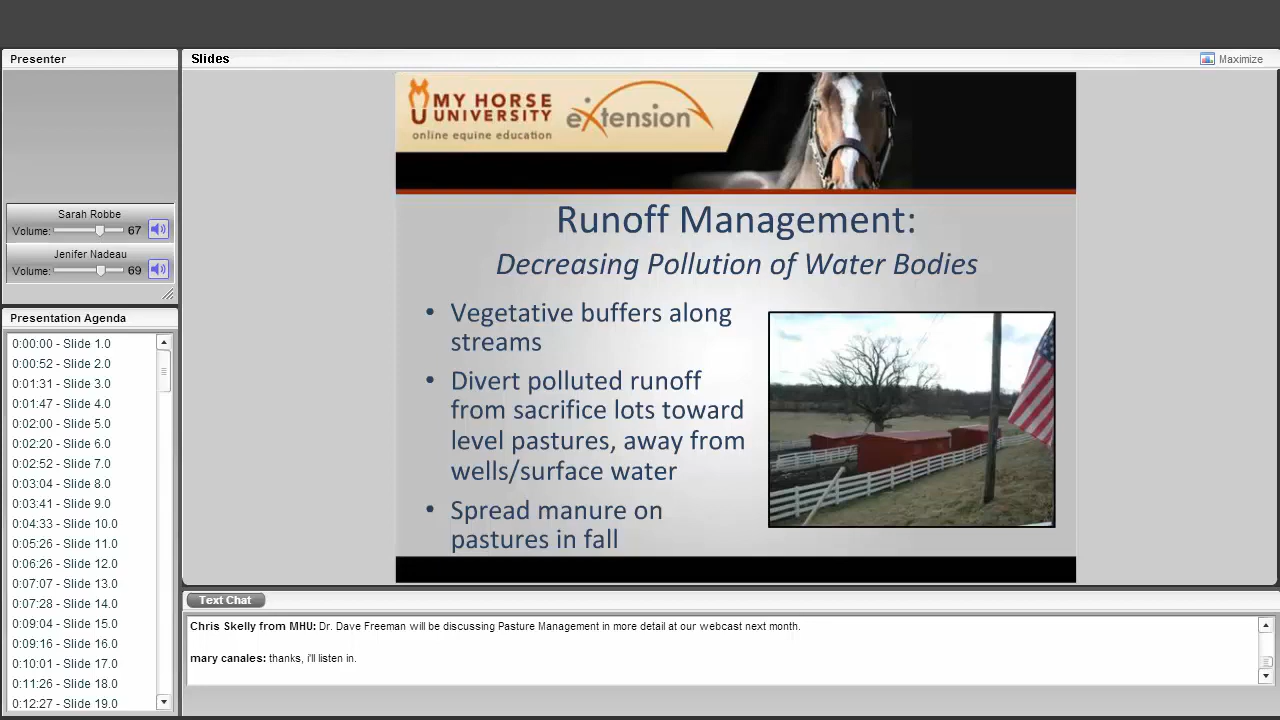 Presenter
Sarah Robbe
Volume: 67
Jenifer Nadeau
Volume: 69
Presentation Agenda
0:00:00 - Slide 1.0
0:00:52 - Slide 2.0
0:01:31 - Slide 3.0
0:01:47 - Slide 4.0
0:02:00 - Slide 5.0
0:02:20 - Slide 6.0
0:02:52 - Slide 7.0
0:03:04 - Slide 8.0
0:03:41 - Slide 9.0
0:04:33 - Slide 10.0
0:05:26 - Slide 11.0
0:06:26 - Slide 12.0
0:07:07 - Slide 13.0
0:07:28 - Slide 14.0
0:09:04 - Slide 15.0
0:09:16 - Slide 16.0
0:10:01 - Slide 17.0
0:11:26 - Slide 18.0
0:12:27 - Slide 19.0
Slides
Maximize
MY HORSE
UNIVERSITY
online equine education
eXtension
Runoff Management:
Decreasing Pollution of Water Bodies
• Vegetative buffers along
streams
• Divert polluted runoff
from sacrifice lots toward
level pastures, away from
wells/surface water
• Spread manure on
pastures in fall
Text Chat
Chris Skelly from MHU: Dr. Dave Freeman will be discussing Pasture Management in more detail at our webcast next month.
mary canales: thanks, i'll listen in.